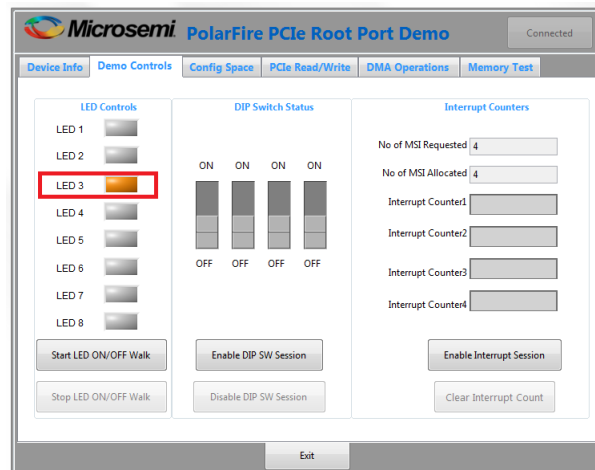 Microsemi. PolarFire PCIe Root Port Demo
Connected
Device Info Demo Controls Config Space PCIe Read/Write DMA Operations Memory Test
LED Controls
LED 1
LED 2
LED 3
LED 4
LED 5
LED 6
LED 7
LED 8
Start LED ON/OFF Walk
Stop LED ON/OFF Walk
DIP Switch Status
ON ON ON ON
OFF OFF OFF OFF
Enable DIP SW Session
Disable DIP SW Session
Interrupt Counters
No of MSI Requested 4
No of MSI Allocated 4
Interrupt Counter1
Interrupt Counter2
Interrupt Counter3
Interrupt Counter4
Enable Interrupt Session
Clear Interrupt Count
Exit